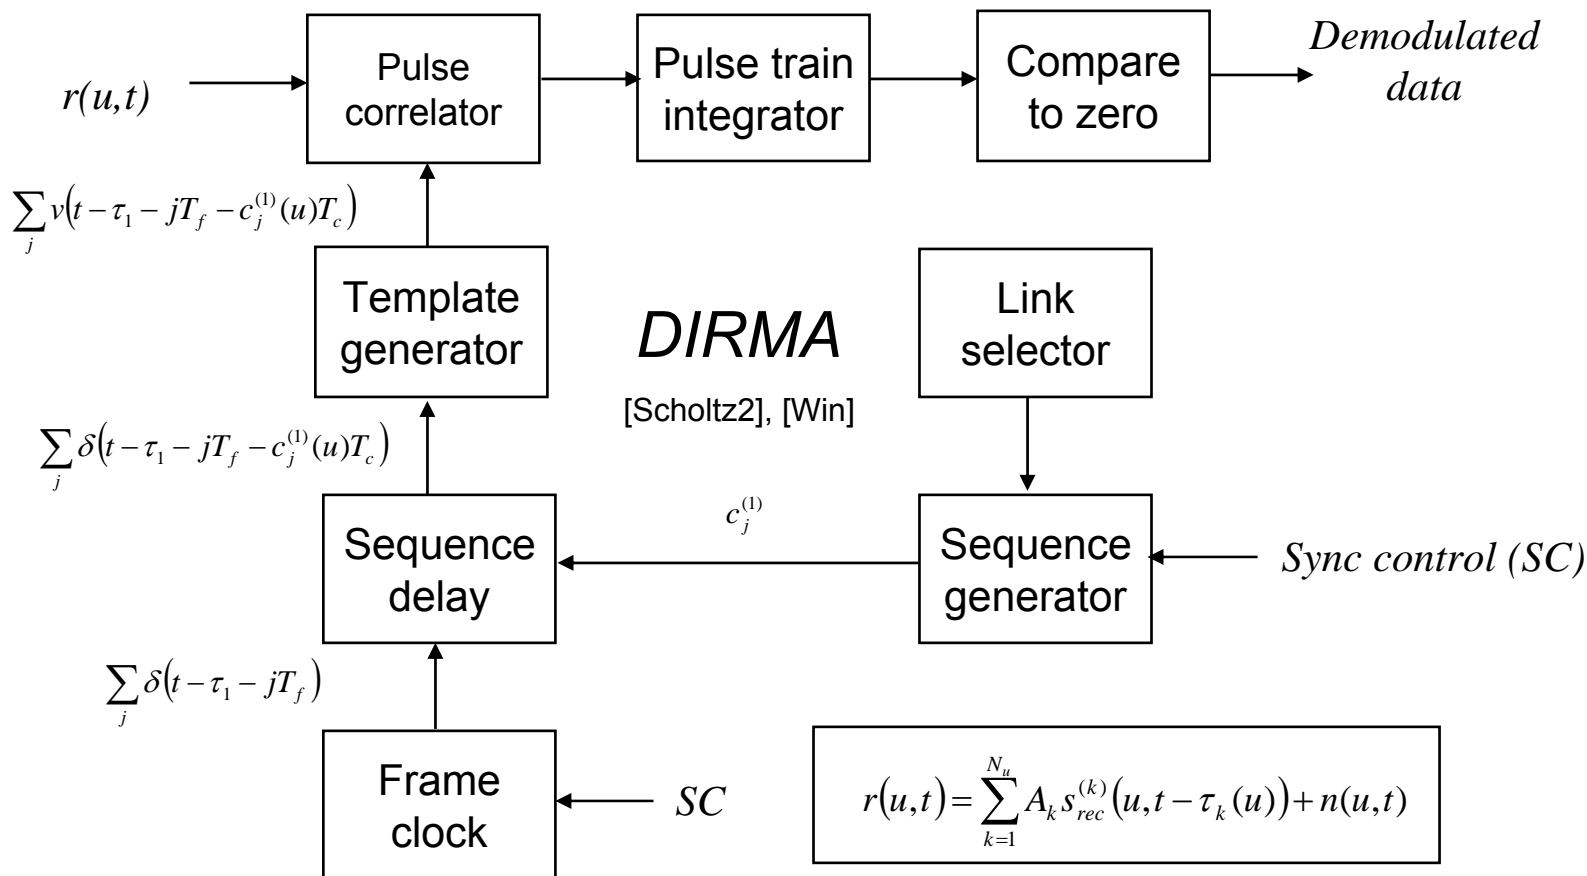 r(u,t)
Pulse
correlator
Pulse train
integrator
Compare
to zero
Demodulated
data
∑_j v(t − τ_1 − jT_f − c_j^(1)(u)T_c)
Template
generator
DIRMA
[Scholtz2], [Win]
Link
selector
∑_j δ(t − τ_1 − jT_f − c_j^(1)(u)T_c)
Sequence
delay
c_j^(1)
Sequence
generator
Sync control (SC)
∑_j δ(t − τ_1 − jT_f)
Frame
clock
SC
r(u,t) = ∑_{k=1}^{N_u} A_k s_rec^(k)(u,t − τ_k(u)) + n(u,t)